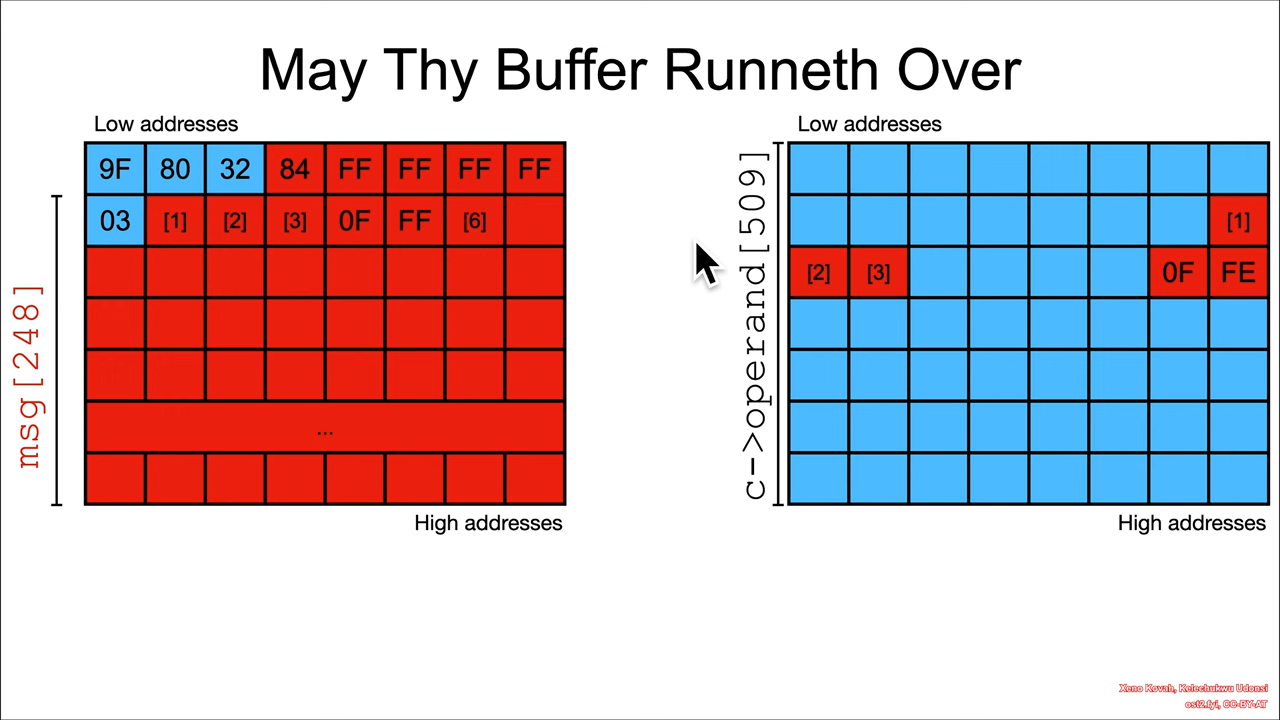 May Thy Buffer Runneth Over
Low addresses
9F 80 32 84 FF FF FF FF
03 [1] [2] [3] 0F FF [6]
...
msg[248]
High addresses
Low addresses
[1]
[2] [3] 0F FE
c->operand[509]
High addresses
Xeno Kovah, Kelechukwu Udonsi
ost2.fyi, CC-BY-AT